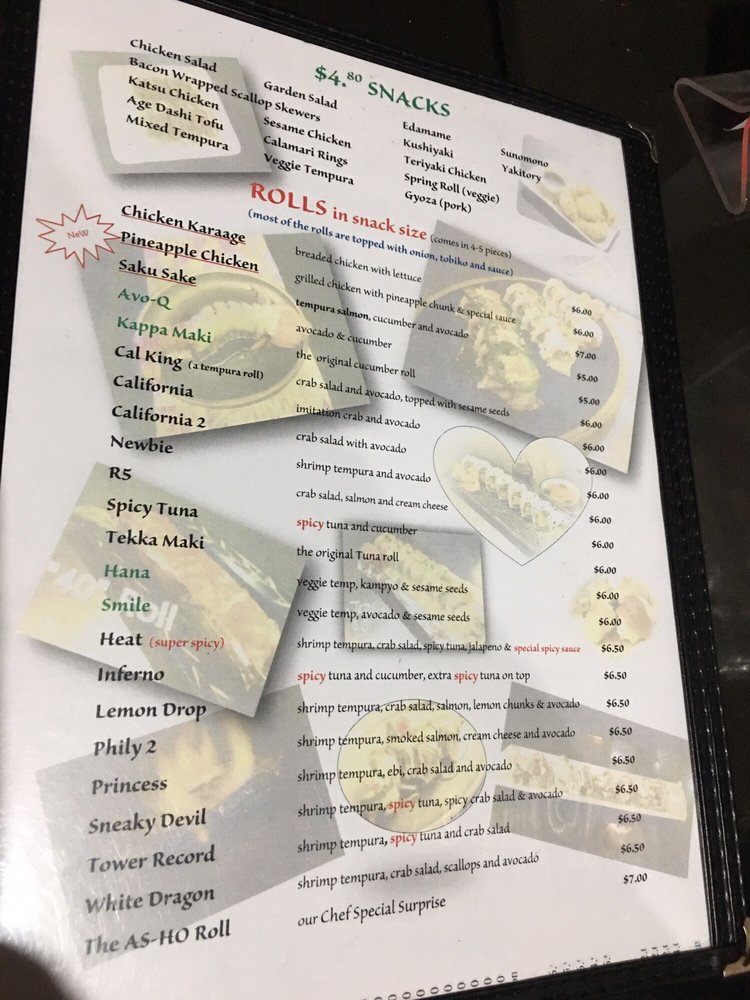 $4.80 SNACKS
Chicken Salad Garden Salad Edamame Sunomono
Bacon Wrapped Scallop Skewers Kushiyaki Yakitory
Katsu Chicken Sesame Chicken Teriyaki Chicken
Age Dashi Tofu Calamari Rings Spring Roll (veggie)
Mixed Tempura Veggie Tempura Gyoza (pork)
ROLLS in snack size (comes in 4-5 pieces)
(most of the rolls are topped with onion, tobiko and sauce)
New
Chicken Karaage breaded chicken with lettuce $6.00
Pineapple Chicken grilled chicken with pineapple chunk & special sauce $6.00
Saku Sake tempura salmon, cucumber and avocado $7.00
Avo-Q avocado & cucumber $5.00
Kappa Maki the original cucumber roll $5.00
Cal King (a tempura roll) crab salad and avocado, topped with sesame seeds $6.00
California imitation crab and avocado $6.00
California 2 crab salad with avocado $6.00
Newbie shrimp tempura and avocado $6.00
R5 crab salad, salmon and cream cheese $6.00
Spicy Tuna spicy tuna and cucumber $6.00
Tekka Maki the original Tuna roll $6.00
Hana veggie temp, kampyo & sesame seeds $6.00
Smile veggie temp, avocado & sesame seeds $6.00
Heat (super spicy) shrimp tempura, crab salad, spicy tuna, jalapeno & special spicy sauce $6.50
Inferno spicy tuna and cucumber, extra spicy tuna on top $6.50
Lemon Drop shrimp tempura, crab salad, salmon, lemon chunks & avocado $6.50
Phily 2 shrimp tempura, smoked salmon, cream cheese and avocado $6.50
Princess shrimp tempura, ebi, crab salad and avocado $6.50
Sneaky Devil shrimp tempura, spicy tuna, spicy crab salad & avocado $6.50
Tower Record shrimp tempura, spicy tuna and crab salad $6.50
White Dragon shrimp tempura, crab salad, scallops and avocado $6.50
The AS-HO Roll our Chef Special Surprise $7.00